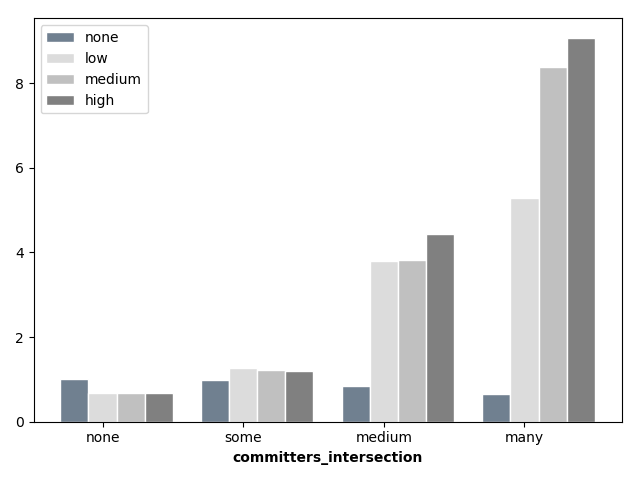 none
low
medium
high
8
6
4
2
0
none some medium many
committers_intersection